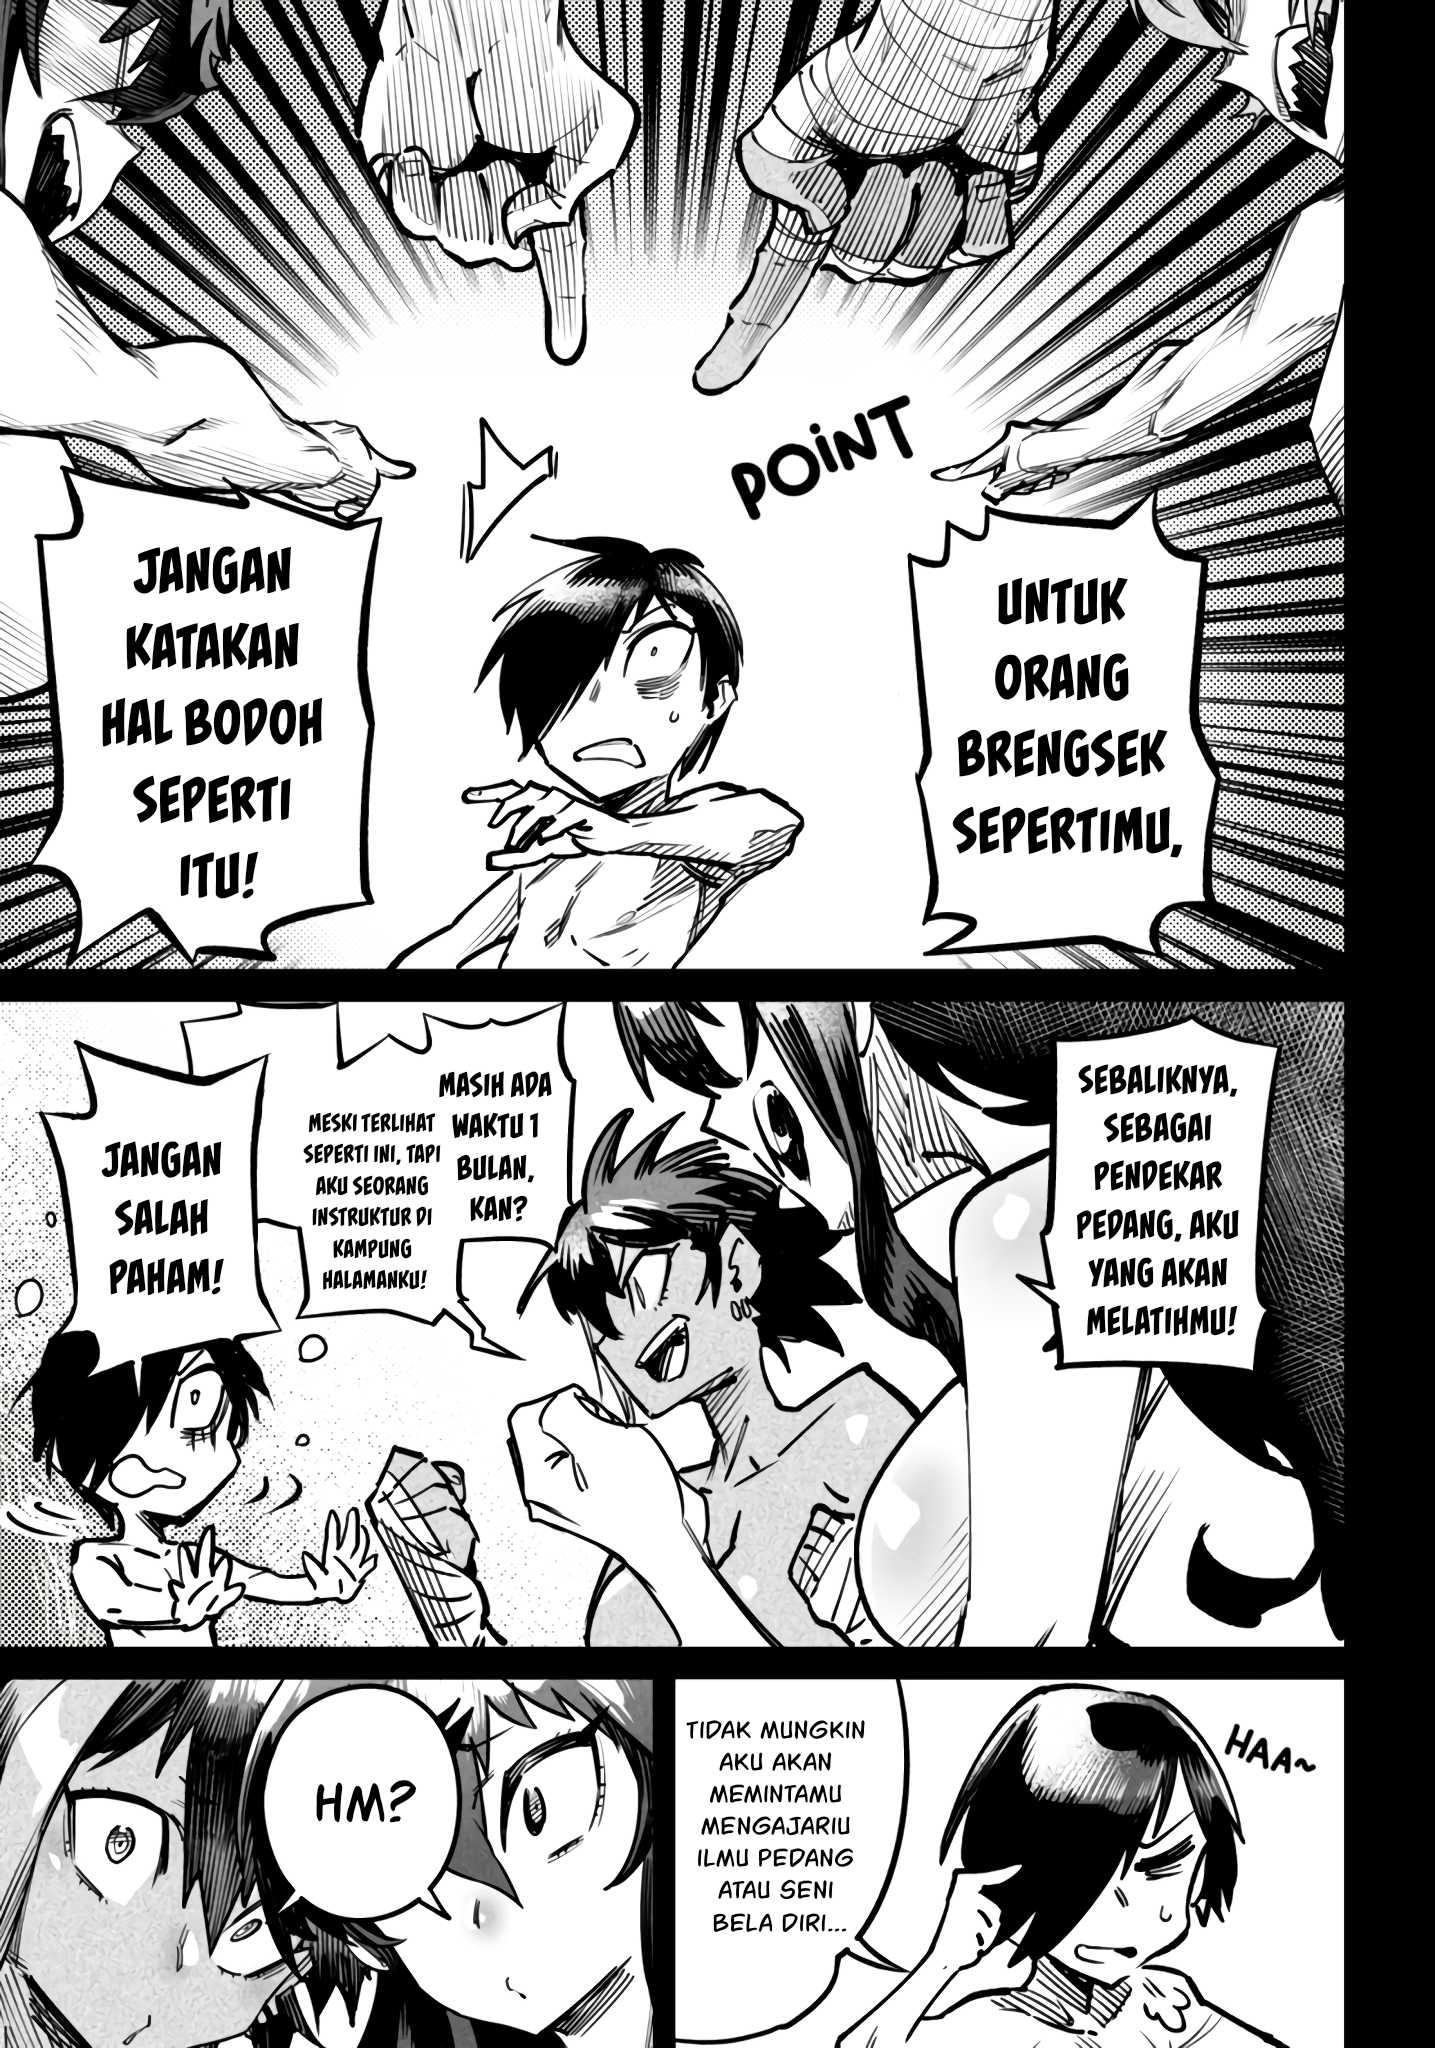 UNTUK
ORANG
BRENGSEK
SEPERTIMU,
POINT
JANGAN
KATAKAN
HAL BODOH
SEPERTI
ITU!
SEBALIKNYA,
SEBAGAI
PENDEKAR
PEDANG, AKU
YANG AKAN
MELATIHMU!
MASIH ADA
WAKTU 1
BULAN,
KAN?
MESKI TERLIHAT
SEPERTI INI, TAPI
AKU SEORANG
INSTRUKTUR DI
KAMPUNG
HALAMANKU!
JANGAN
SALAH
PAHAM!
HAA~
TIDAK MUNGKIN
AKU AKAN
MEMINTAMU
MENGAJARIU
ILMU PEDANG
ATAU SENI
BELA DIRI...
HM?